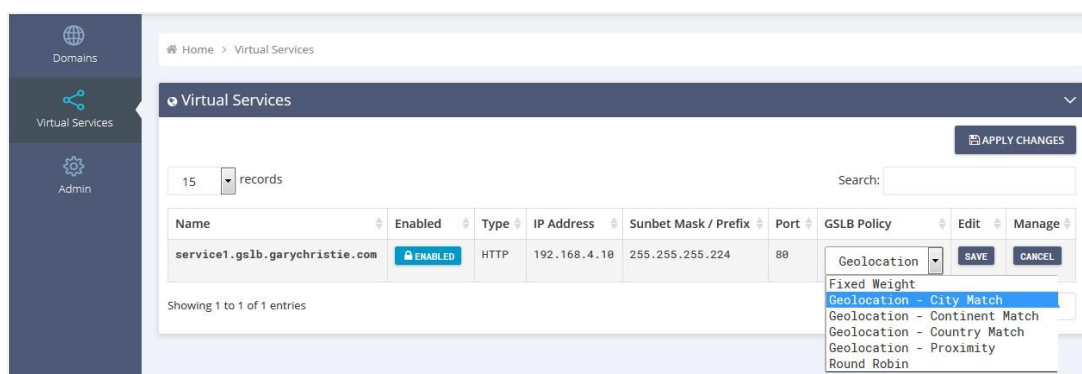 Domains
Virtual Services
Admin
Home > Virtual Services
Virtual Services
APPLY CHANGES
15 records
Search:
Name Enabled Type IP Address Sunbet Mask / Prefix Port GSLB Policy Edit Manage
service1.gslb.garychristie.com ENABLED HTTP 192.168.4.10 255.255.255.224 80 Geolocation SAVE CANCEL
Fixed Weight
Geolocation - City Match
Geolocation - Continent Match
Geolocation - Country Match
Geolocation - Proximity
Round Robin
Showing 1 to 1 of 1 entries